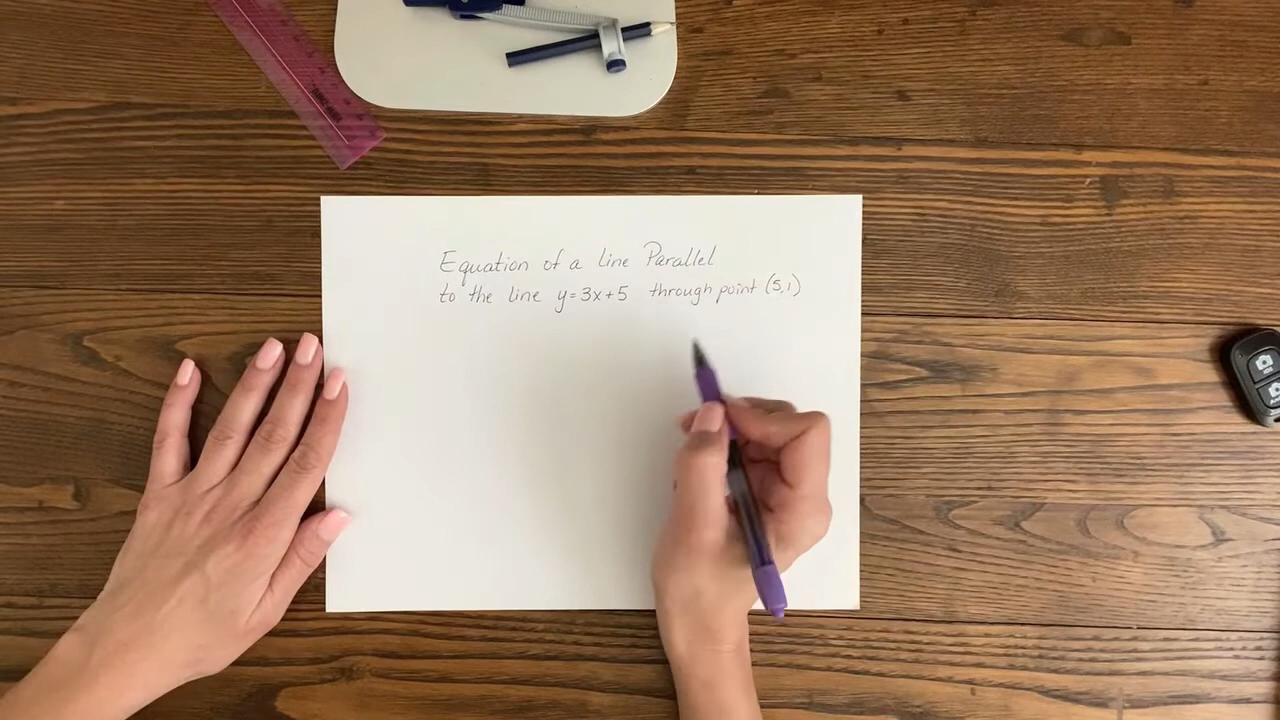 Equation of a line Parallel
to the line y=3x+5 through point (5,1)